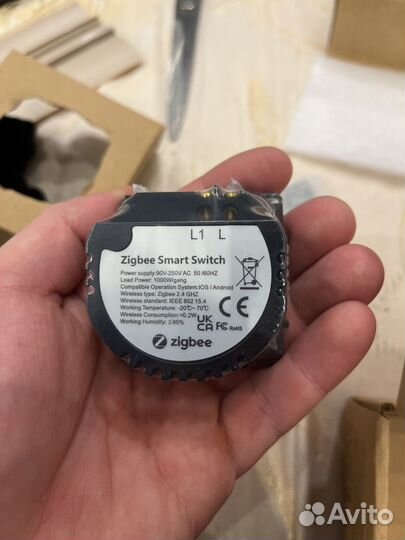 L1 L
Zigbee Smart Switch
Power supply:90V-250V AC 50/60HZ
Load Power: 1000W/gang
Compatible Operation System:IOS / Android
Wireless type: Zigbee 2.4 GHZ
Wireless standard: IEEE 802 15.4
Working Temperature: -20℃~ 70℃
Wireless Consumption:<0.2W
Working Humidity: ≤95%
UK
CA FC RoHS
CE
zigbee
Avito